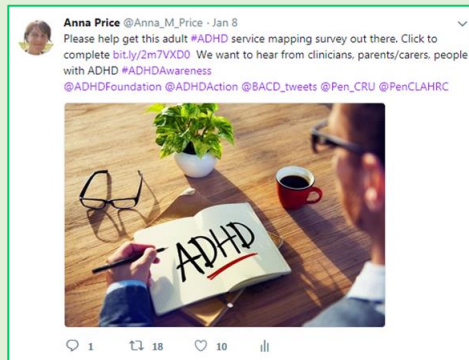 Anna Price @Anna_M_Price · Jan 8
Please help get this adult #ADHD service mapping survey out there. Click to
complete bit.ly/2m7VXD0 We want to hear from clinicians, parents/carers, people
with ADHD #ADHDAwareness
@ADHDFoundation @ADHDAction @BACD_tweets @Pen_CRU @PenCLAHRC
ADHD
1 18 10